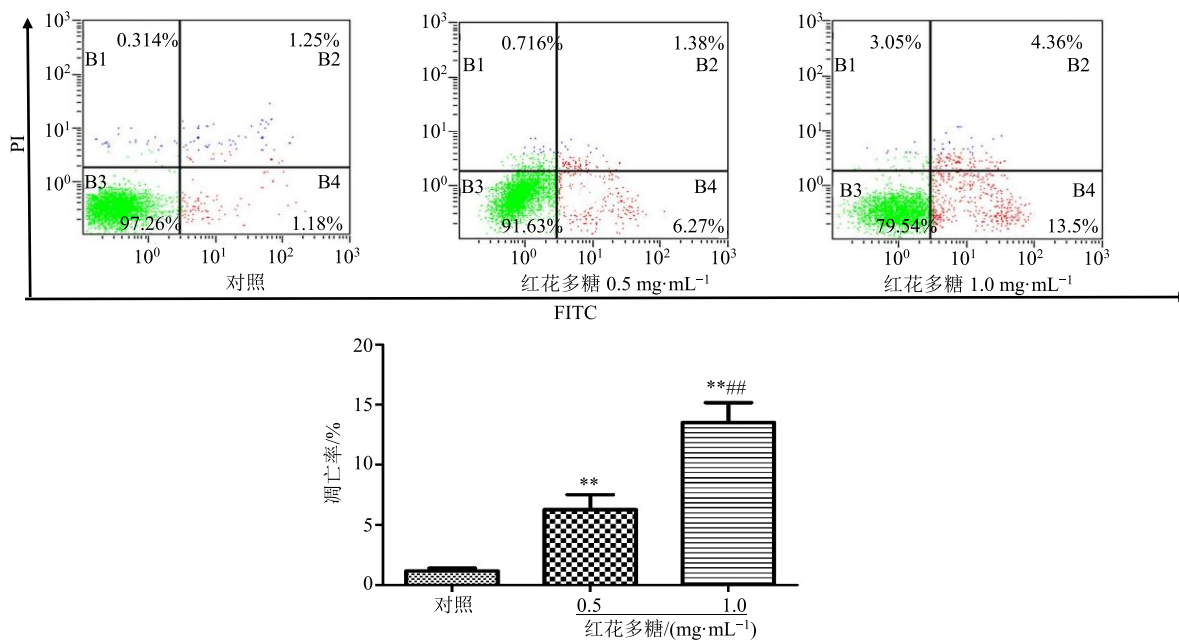 PI
10³
10²
10¹
10⁰
0.314%
1.25%
B1
B2
B3
B4
97.26%
1.18%
10⁰ 10¹ 10² 10³
对照
10³
10²
10¹
10⁰
0.716%
1.38%
B1
B2
B3
B4
91.63%
6.27%
10⁰ 10¹ 10² 10³
红花多糖 0.5 mg·mL⁻¹
10³
10²
10¹
10⁰
3.05%
4.36%
B1
B2
B3
B4
79.54%
13.5%
10⁰ 10¹ 10² 10³
红花多糖 1.0 mg·mL⁻¹
FITC
凋亡率/%
20
15
10
5
0
**
**##
对照 0.5 1.0
红花多糖/(mg·mL⁻¹)